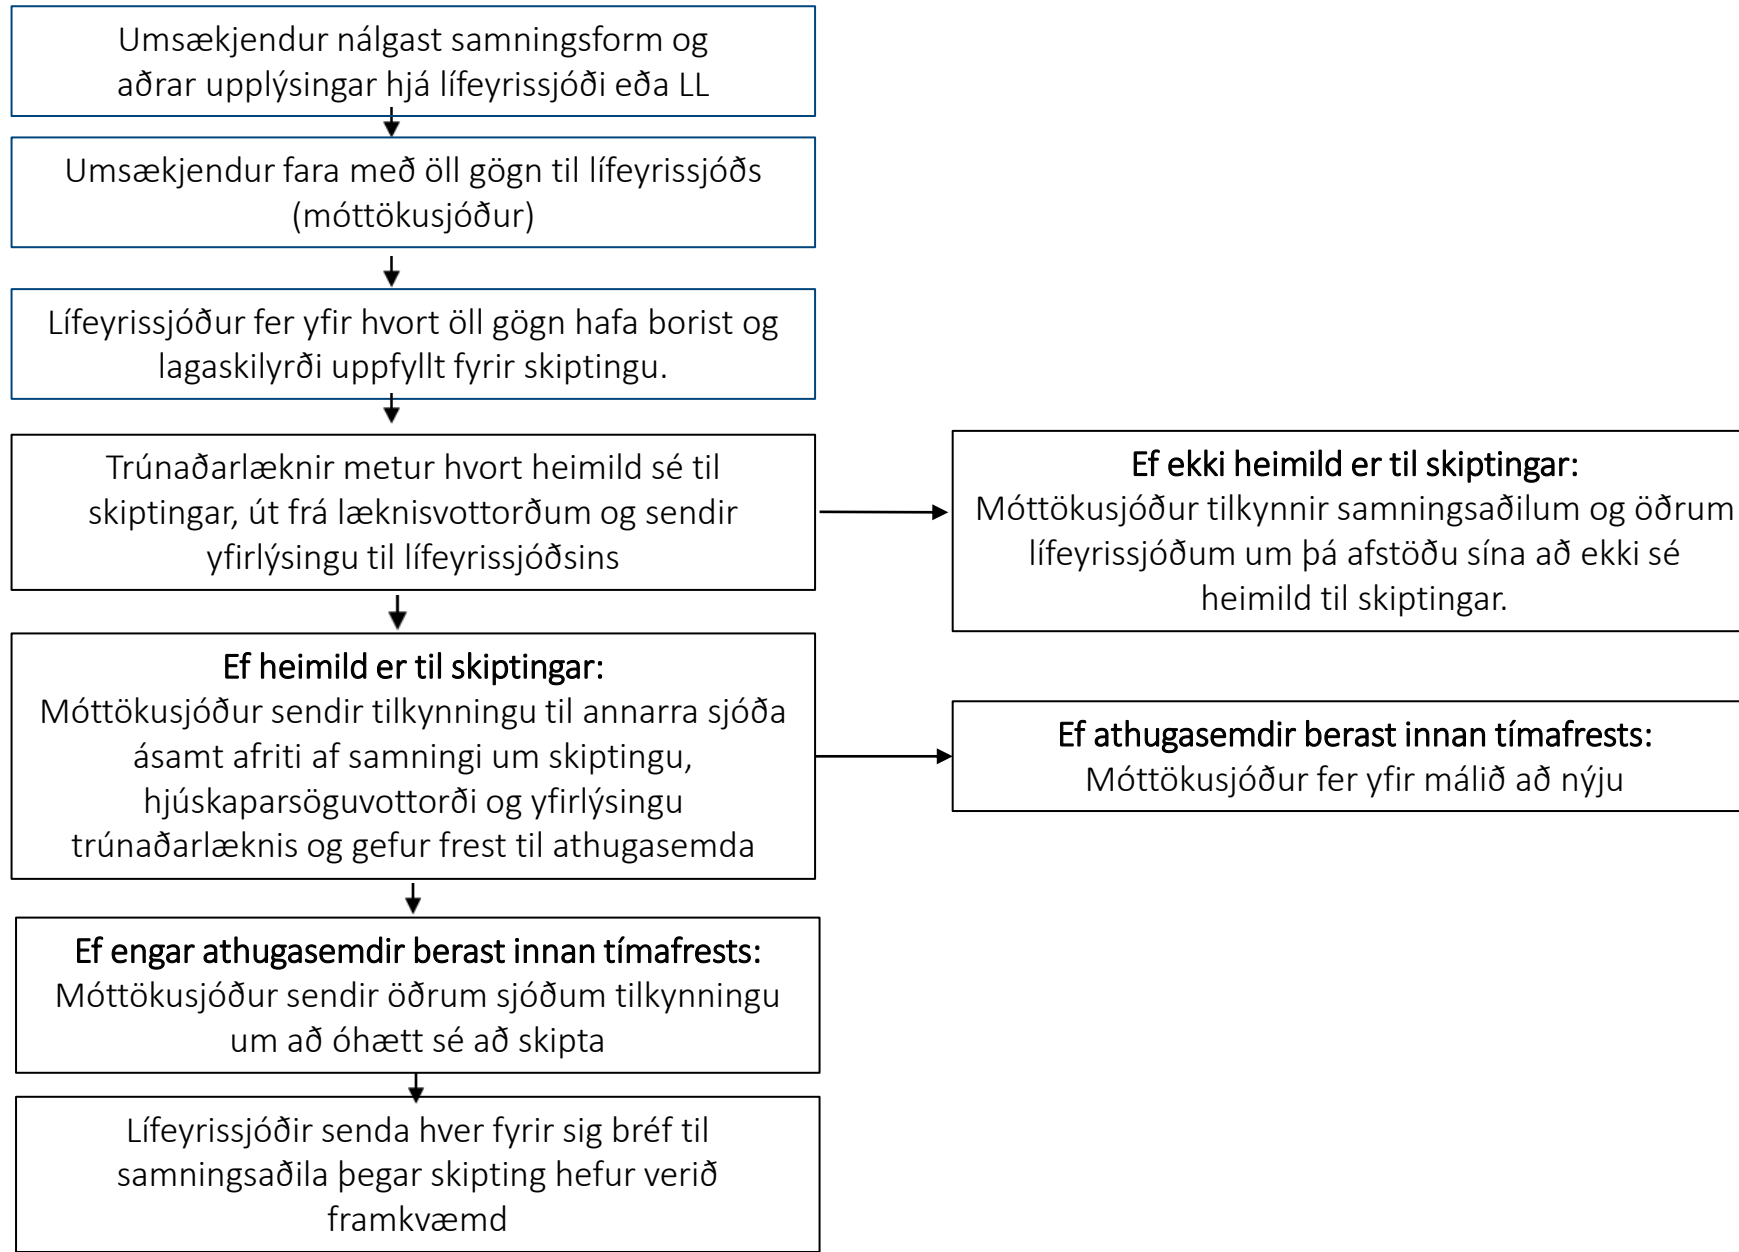 Umsækjendur nálgast samningsform og
aðrar upplýsingar hjá lífeyrissjóði eða LL
Umsækjendur fara með öll gögn til lífeyrissjóðs
(móttökusjóður)
Lífeyrissjóður fer yfir hvort öll gögn hafa borist og
lagaskilyrði uppfyllt fyrir skiptingu.
Trúnaðarlæknir metur hvort heimild sé til
skiptingar, út frá læknisvottorðum og sendir
yfirlýsingu til lífeyrissjóðsins
Ef ekki heimild er til skiptingar:
Móttökusjóður tilkynnir samningsaðilum og öðrum
lífeyrissjóðum um þá afstöðu sína að ekki sé
heimild til skiptingar.
Ef heimild er til skiptingar:
Móttökusjóður sendir tilkynningu til annarra sjóða
ásamt afriti af samningi um skiptingu,
hjúskaparsöguvottorði og yfirlýsingu
trúnaðarlæknis og gefur frest til athugasemda
Ef athugasemdir berast innan tímafrests:
Móttökusjóður fer yfir málið að nýju
Ef engar athugasemdir berast innan tímafrests:
Móttökusjóður sendir öðrum sjóðum tilkynningu
um að óhætt sé að skipta
Lífeyrissjóðir senda hver fyrir sig bréf til
samningsaðila þegar skipting hefur verið
framkvæmd